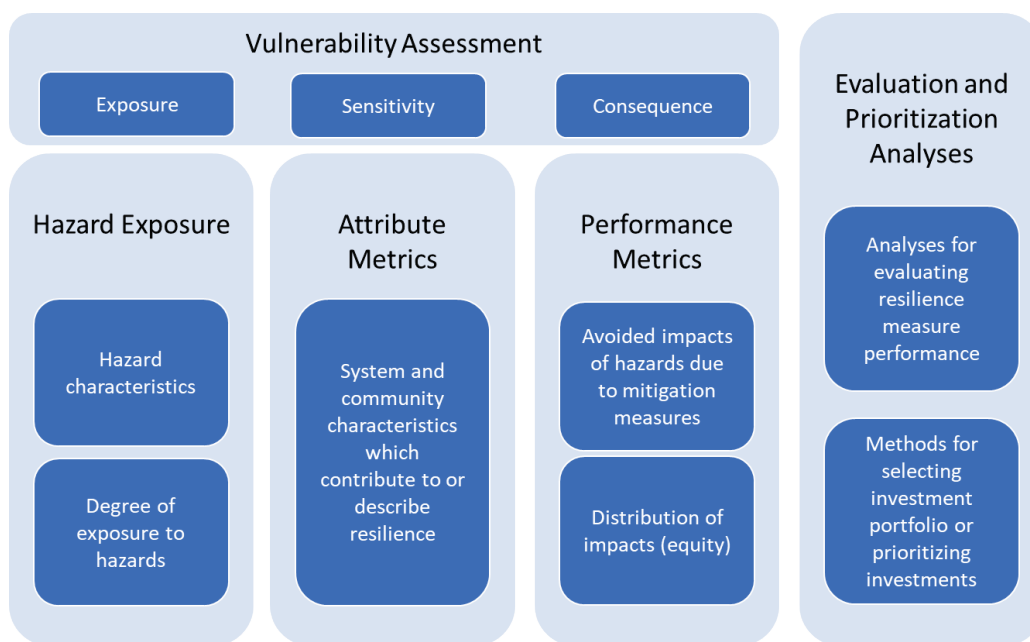 Vulnerability Assessment
Exposure
Sensitivity
Consequence
Hazard Exposure
Hazard
characteristics
Degree of
exposure to
hazards
Attribute
Metrics
System and
community
characteristics
which
contribute to or
describe
resilience
Performance
Metrics
Avoided impacts
of hazards due
to mitigation
measures
Distribution of
impacts (equity)
Evaluation and
Prioritization
Analyses
Analyses for
evaluating
resilience
measure
performance
Methods for
selecting
investment
portfolio or
prioritizing
investments